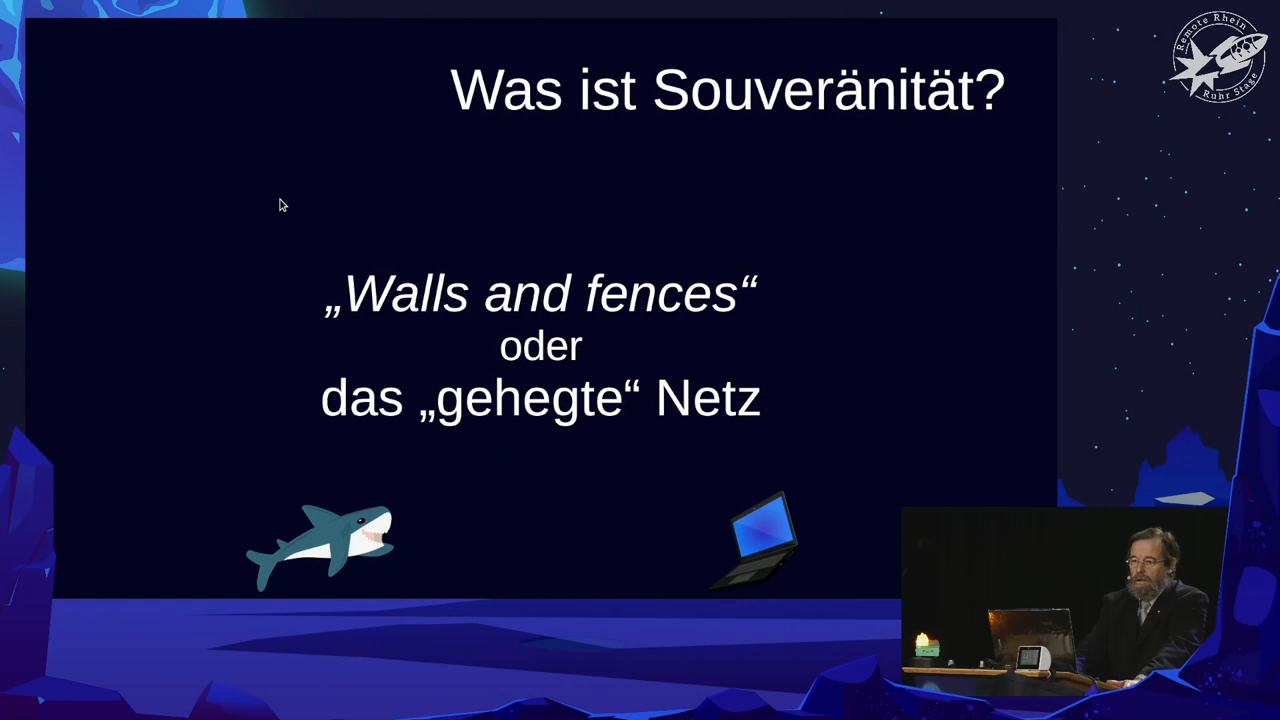 Was ist Souveränität?
„Walls and fences“
oder
das „gehegte“ Netz
Remote Rhein
Ruhr Stage